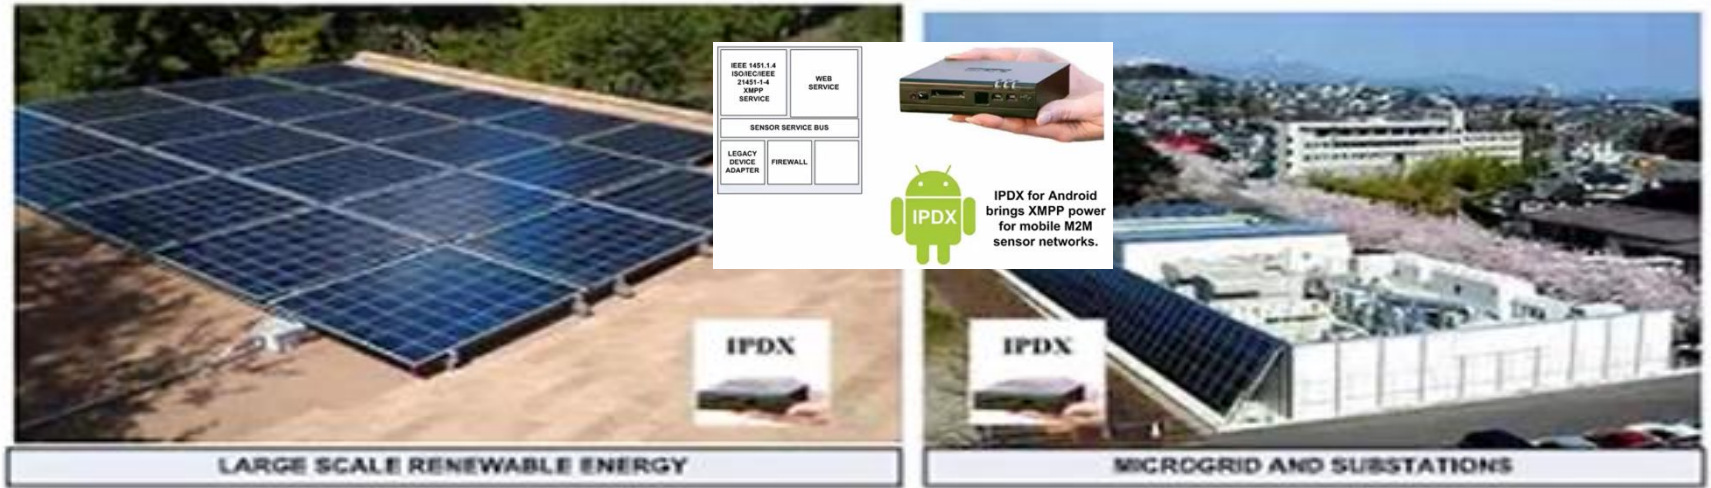 IEEE 1451.1.4
ISO/IEC/IEEE
21451-1-4
XMPP
SERVICE
WEB
SERVICE
SENSOR SERVICE BUS
LEGACY
DEVICE
ADAPTER
FIREWALL
IPDX
IPDX for Android
brings XMPP power
for mobile M2M
sensor networks.
IPDX
IPDX
LARGE SCALE RENEWABLE ENERGY
MICROGRID AND SUBSTATIONS